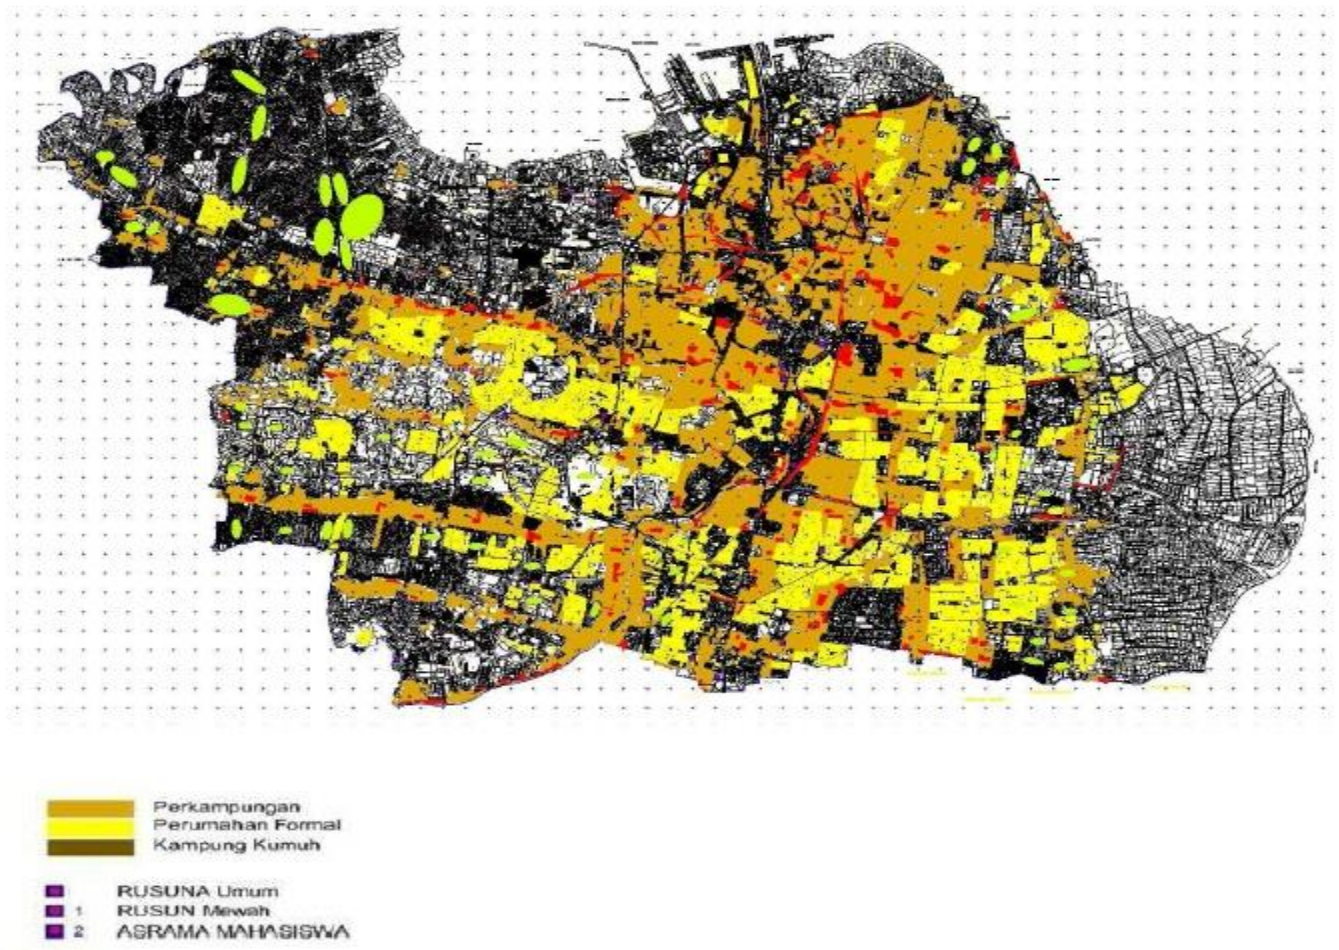 Perkampungan
Perumahan Formal
Kampung Kumuh
RUSUNA Umum
1 RUSUN Mewah
2 ASRAMA MAHASISWA